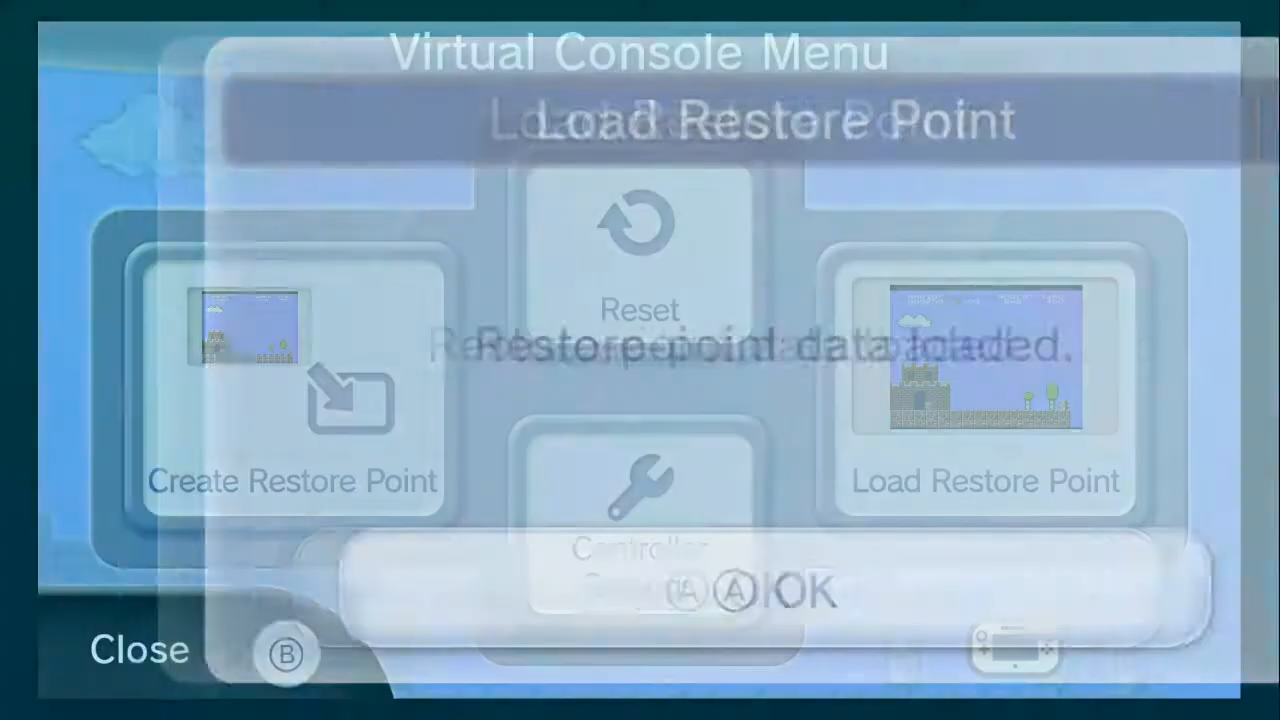 Virtual Console Menu
Load Restore Point
Reset
Restore point data loaded.
Create Restore Point
Load Restore Point
Controller
A OK
Close
B